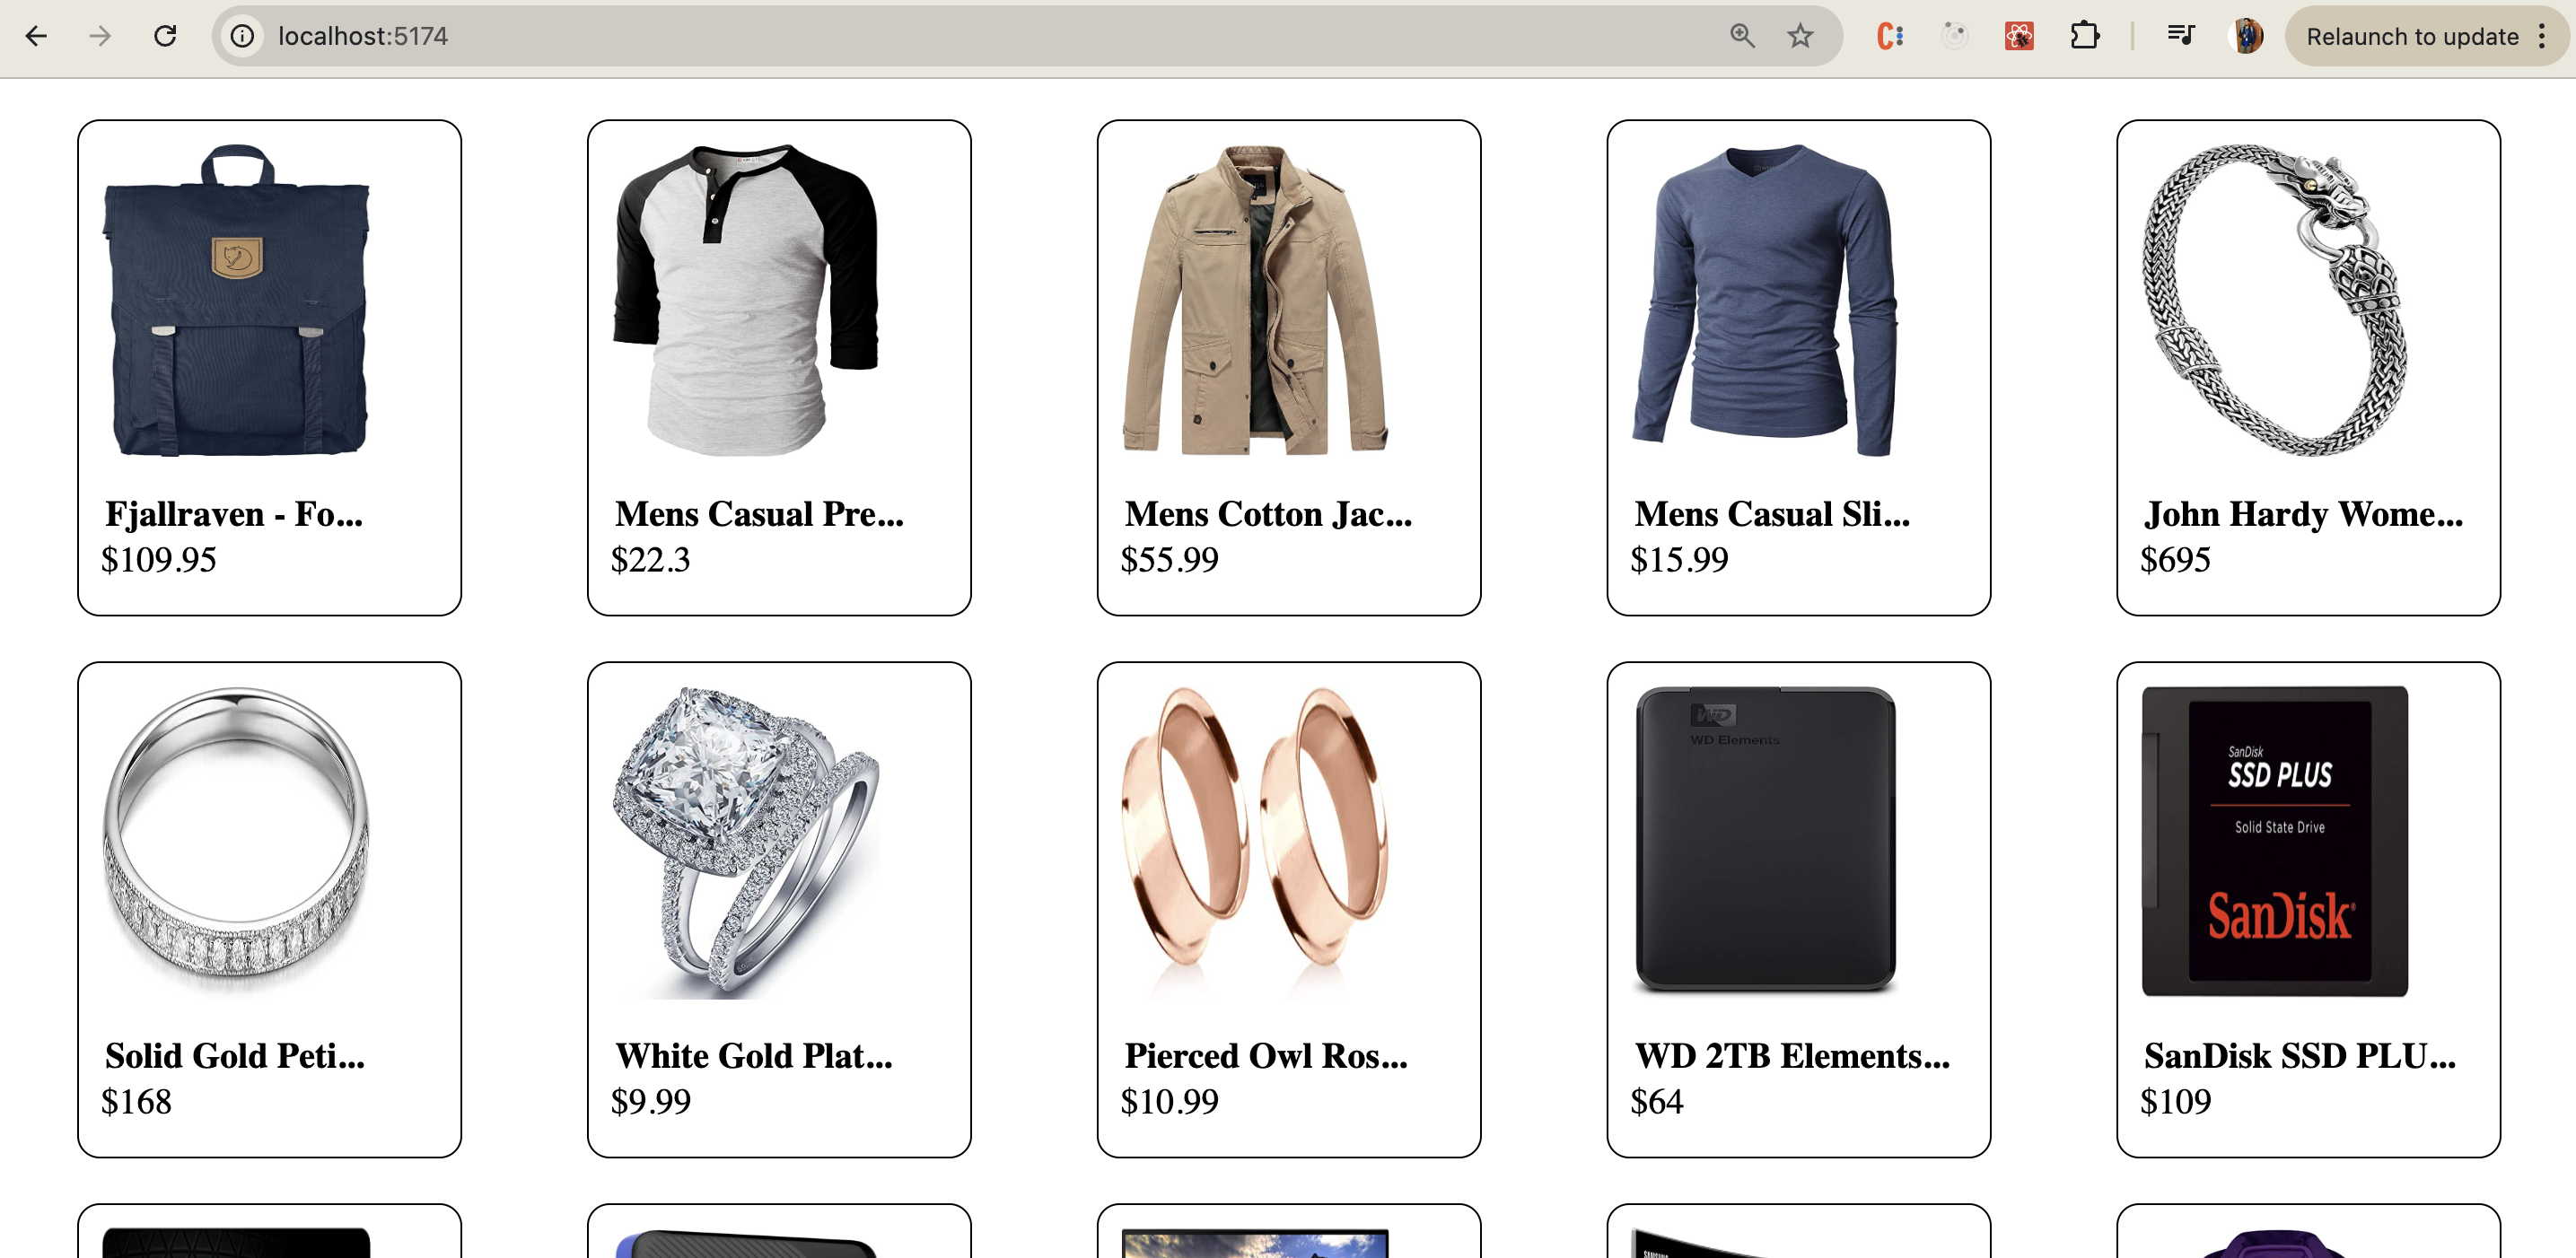 localhost:5174
Relaunch to update
Fjallraven - Fo...
$109.95
Mens Casual Pre...
$22.3
Mens Cotton Jac...
$55.99
Mens Casual Sli...
$15.99
John Hardy Wome...
$695
Solid Gold Peti...
$168
White Gold Plat...
$9.99
Pierced Owl Ros...
$10.99
WD
WD Elements
WD 2TB Elements...
$64
SanDisk
SSD PLUS
Solid State Drive
SanDisk®
SanDisk SSD PLU...
$109
SAMSUNG